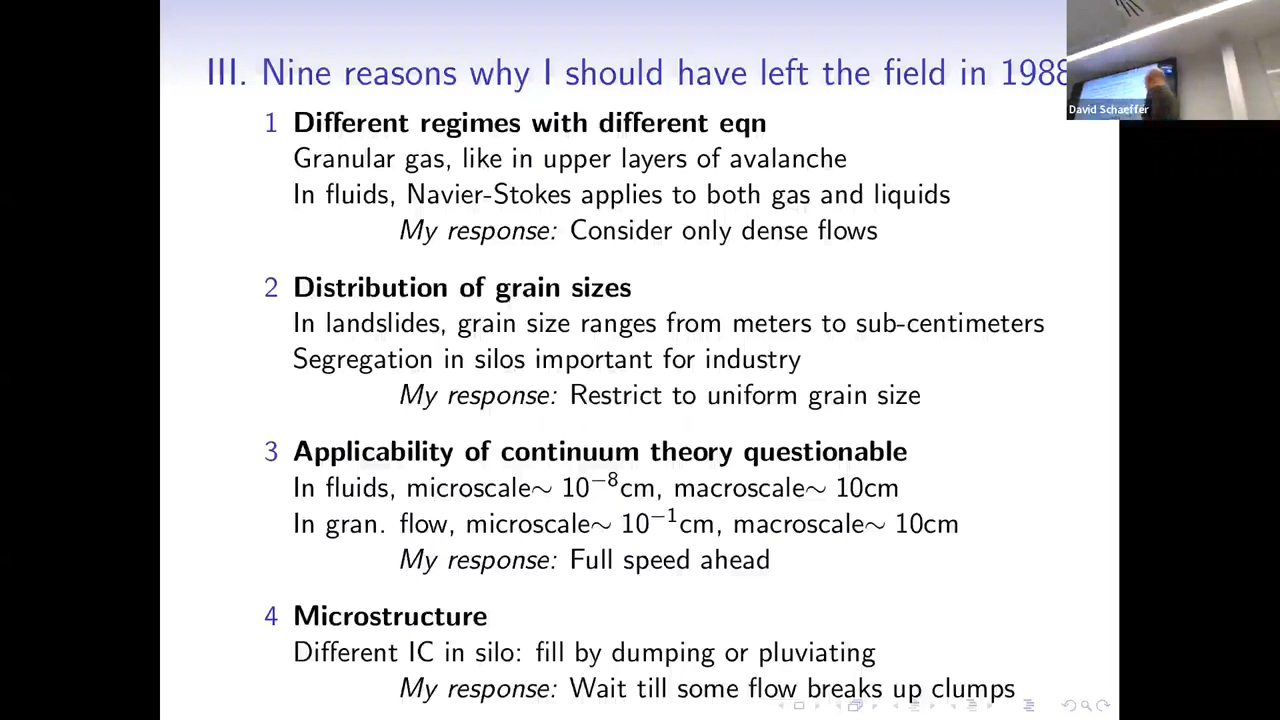 III. Nine reasons why I should have left the field in 1988
David Schaeffer
1 Different regimes with different eqn
Granular gas, like in upper layers of avalanche
In fluids, Navier-Stokes applies to both gas and liquids
My response: Consider only dense flows
2 Distribution of grain sizes
In landslides, grain size ranges from meters to sub-centimeters
Segregation in silos important for industry
My response: Restrict to uniform grain size
3 Applicability of continuum theory questionable
In fluids, microscale∼ 10⁻⁸cm, macroscale∼ 10cm
In gran. flow, microscale∼ 10⁻¹cm, macroscale∼ 10cm
My response: Full speed ahead
4 Microstructure
Different IC in silo: fill by dumping or pluviating
My response: Wait till some flow breaks up clumps